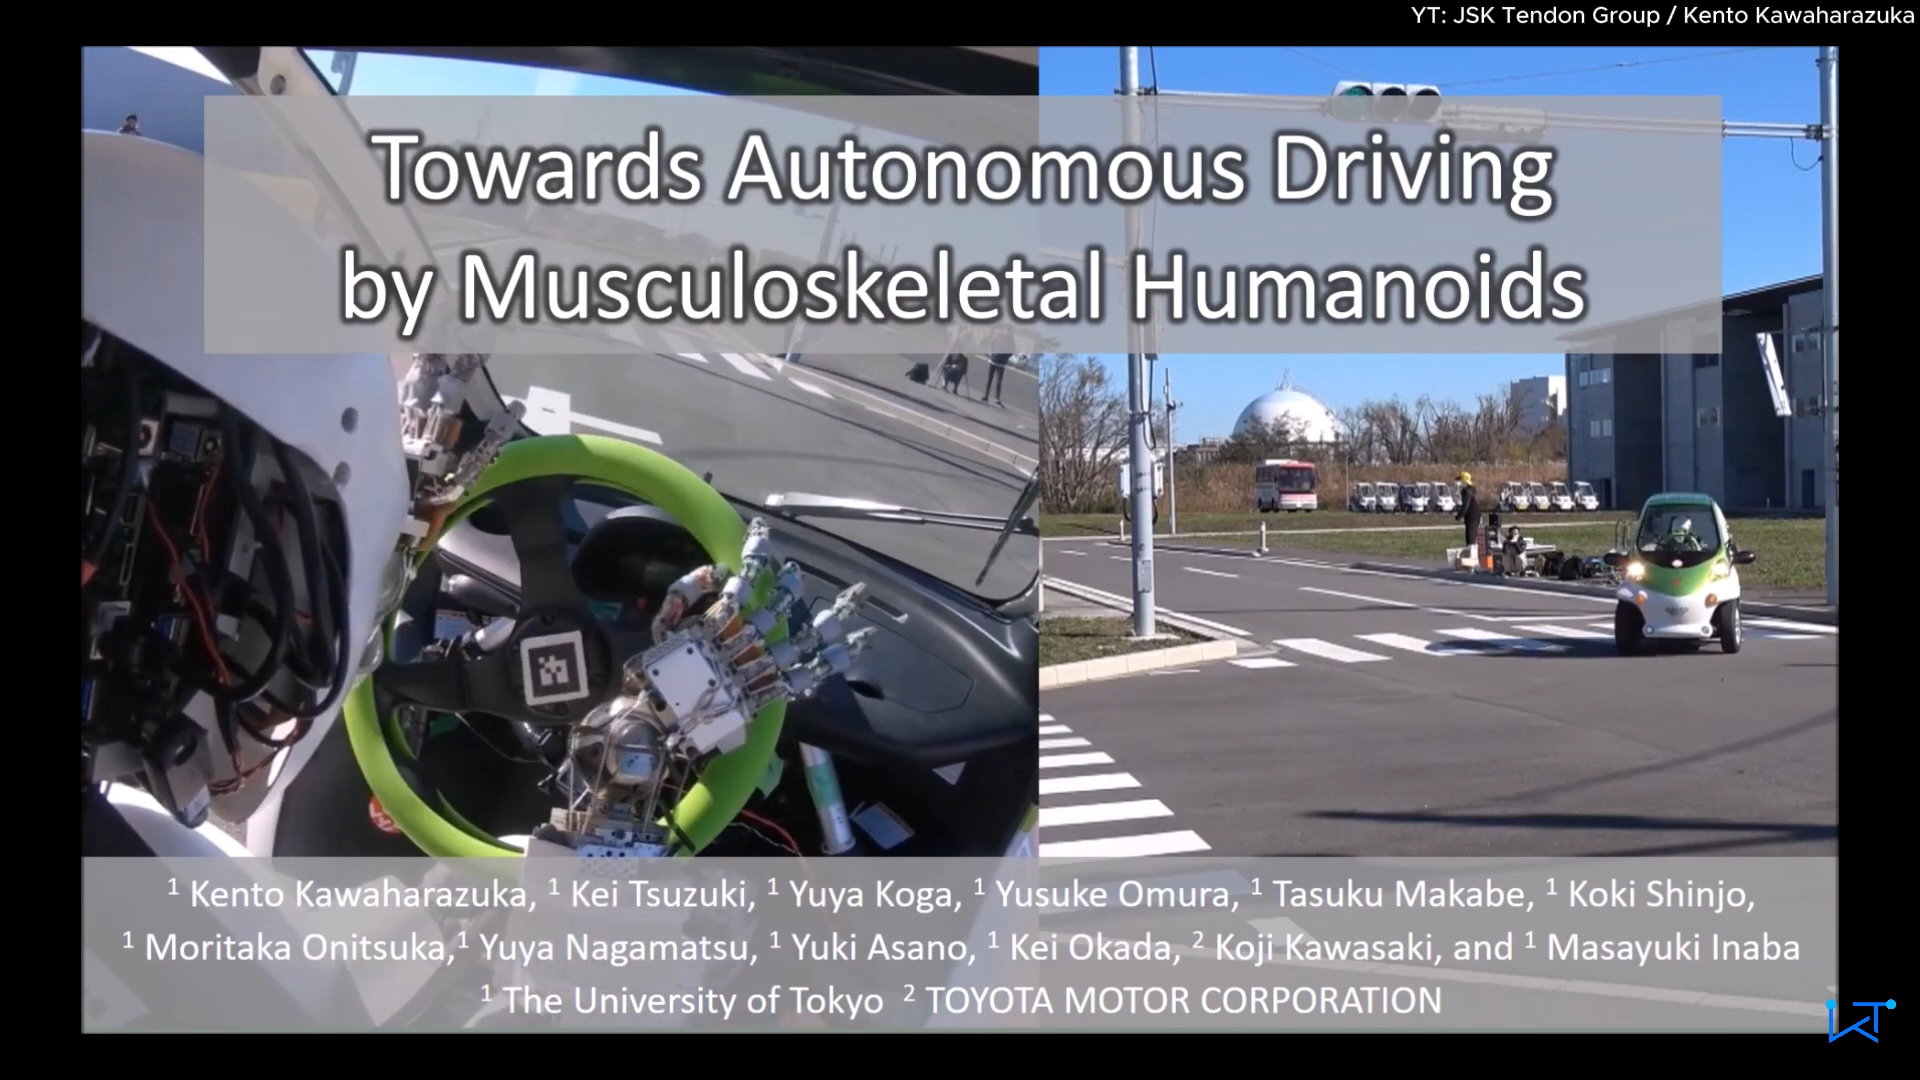 YT: JSK Tendon Group / Kento Kawaharazuka
Towards Autonomous Driving
by Musculoskeletal Humanoids
¹ Kento Kawaharazuka, ¹ Kei Tsuzuki, ¹ Yuya Koga, ¹ Yusuke Omura, ¹ Tasuku Makabe, ¹ Koki Shinjo,
¹ Moritaka Onitsuka,¹ Yuya Nagamatsu, ¹ Yuki Asano, ¹ Kei Okada, ² Koji Kawasaki, and ¹ Masayuki Inaba
¹ The University of Tokyo ² TOYOTA MOTOR CORPORATION